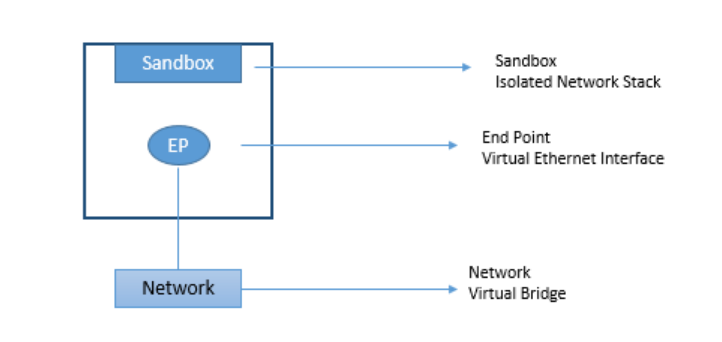 Sandbox
Sandbox
Isolated Network Stack
EP
End Point
Virtual Ethernet Interface
Network
Network
Virtual Bridge